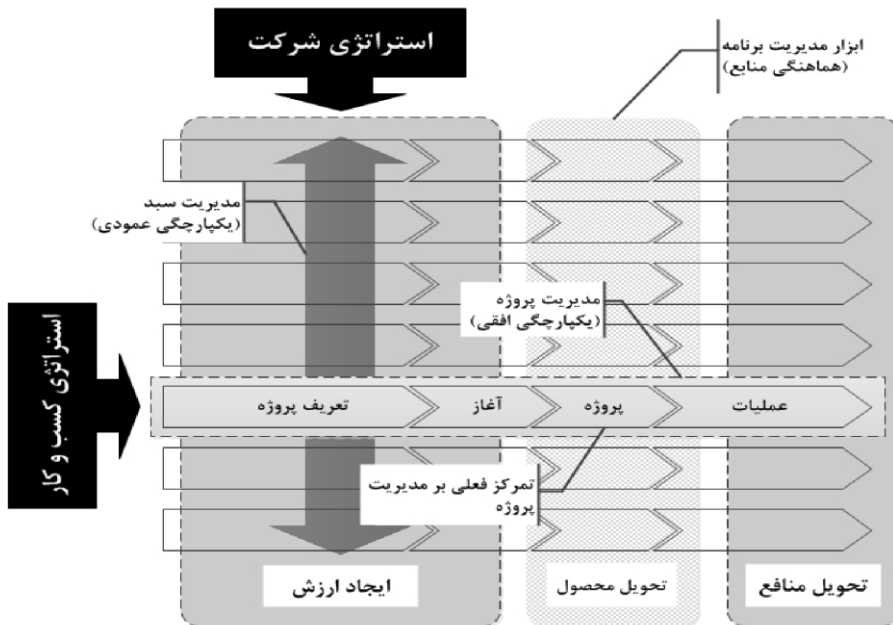 استراتژی شرکت
ابزار مدیریت برنامه
(هماهنگی منابع)
مدیریت سبد
(یکپارچگی عمودی)
مدیریت پروژه
(یکپارچگی افقی)
استراتژی کسب و کار
تعریف پروژه
آغاز
پروژه
عملیات
تمرکز فعلی بر مدیریت
پروژه
ایجاد ارزش
تحویل محصول
تحویل منافع